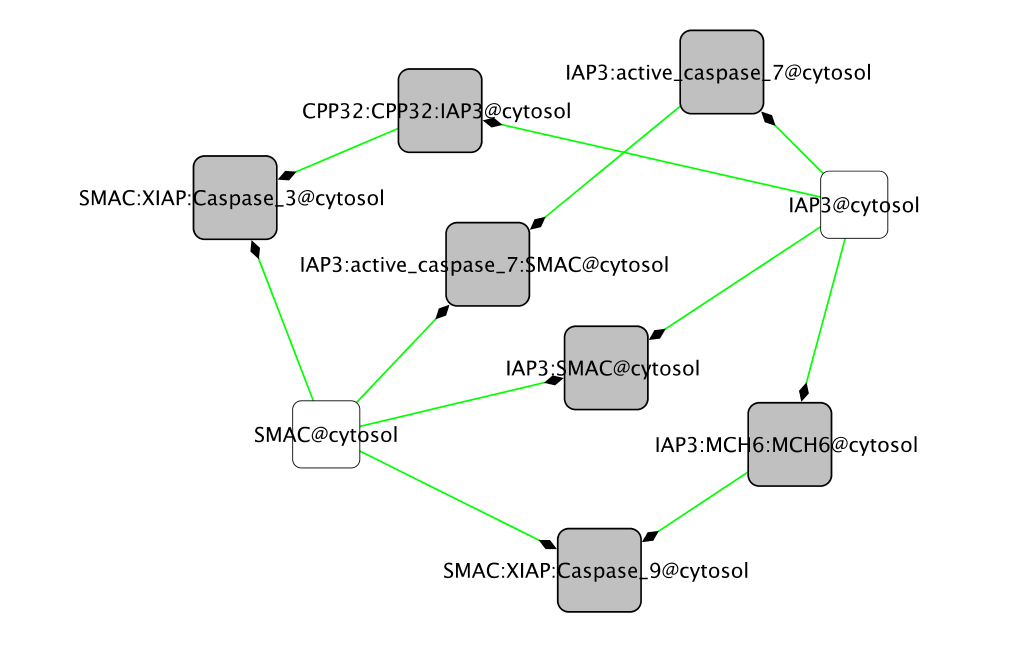 IAP3:active_caspase_7@cytosol
CPP32:CPP32:IAP3@cytosol
SMAC:XIAP:Caspase_3@cytosol
IAP3@cytosol
IAP3:active_caspase_7:SMAC@cytosol
IAP3:SMAC@cytosol
SMAC@cytosol
IAP3:MCH6:MCH6@cytosol
SMAC:XIAP:Caspase_9@cytosol